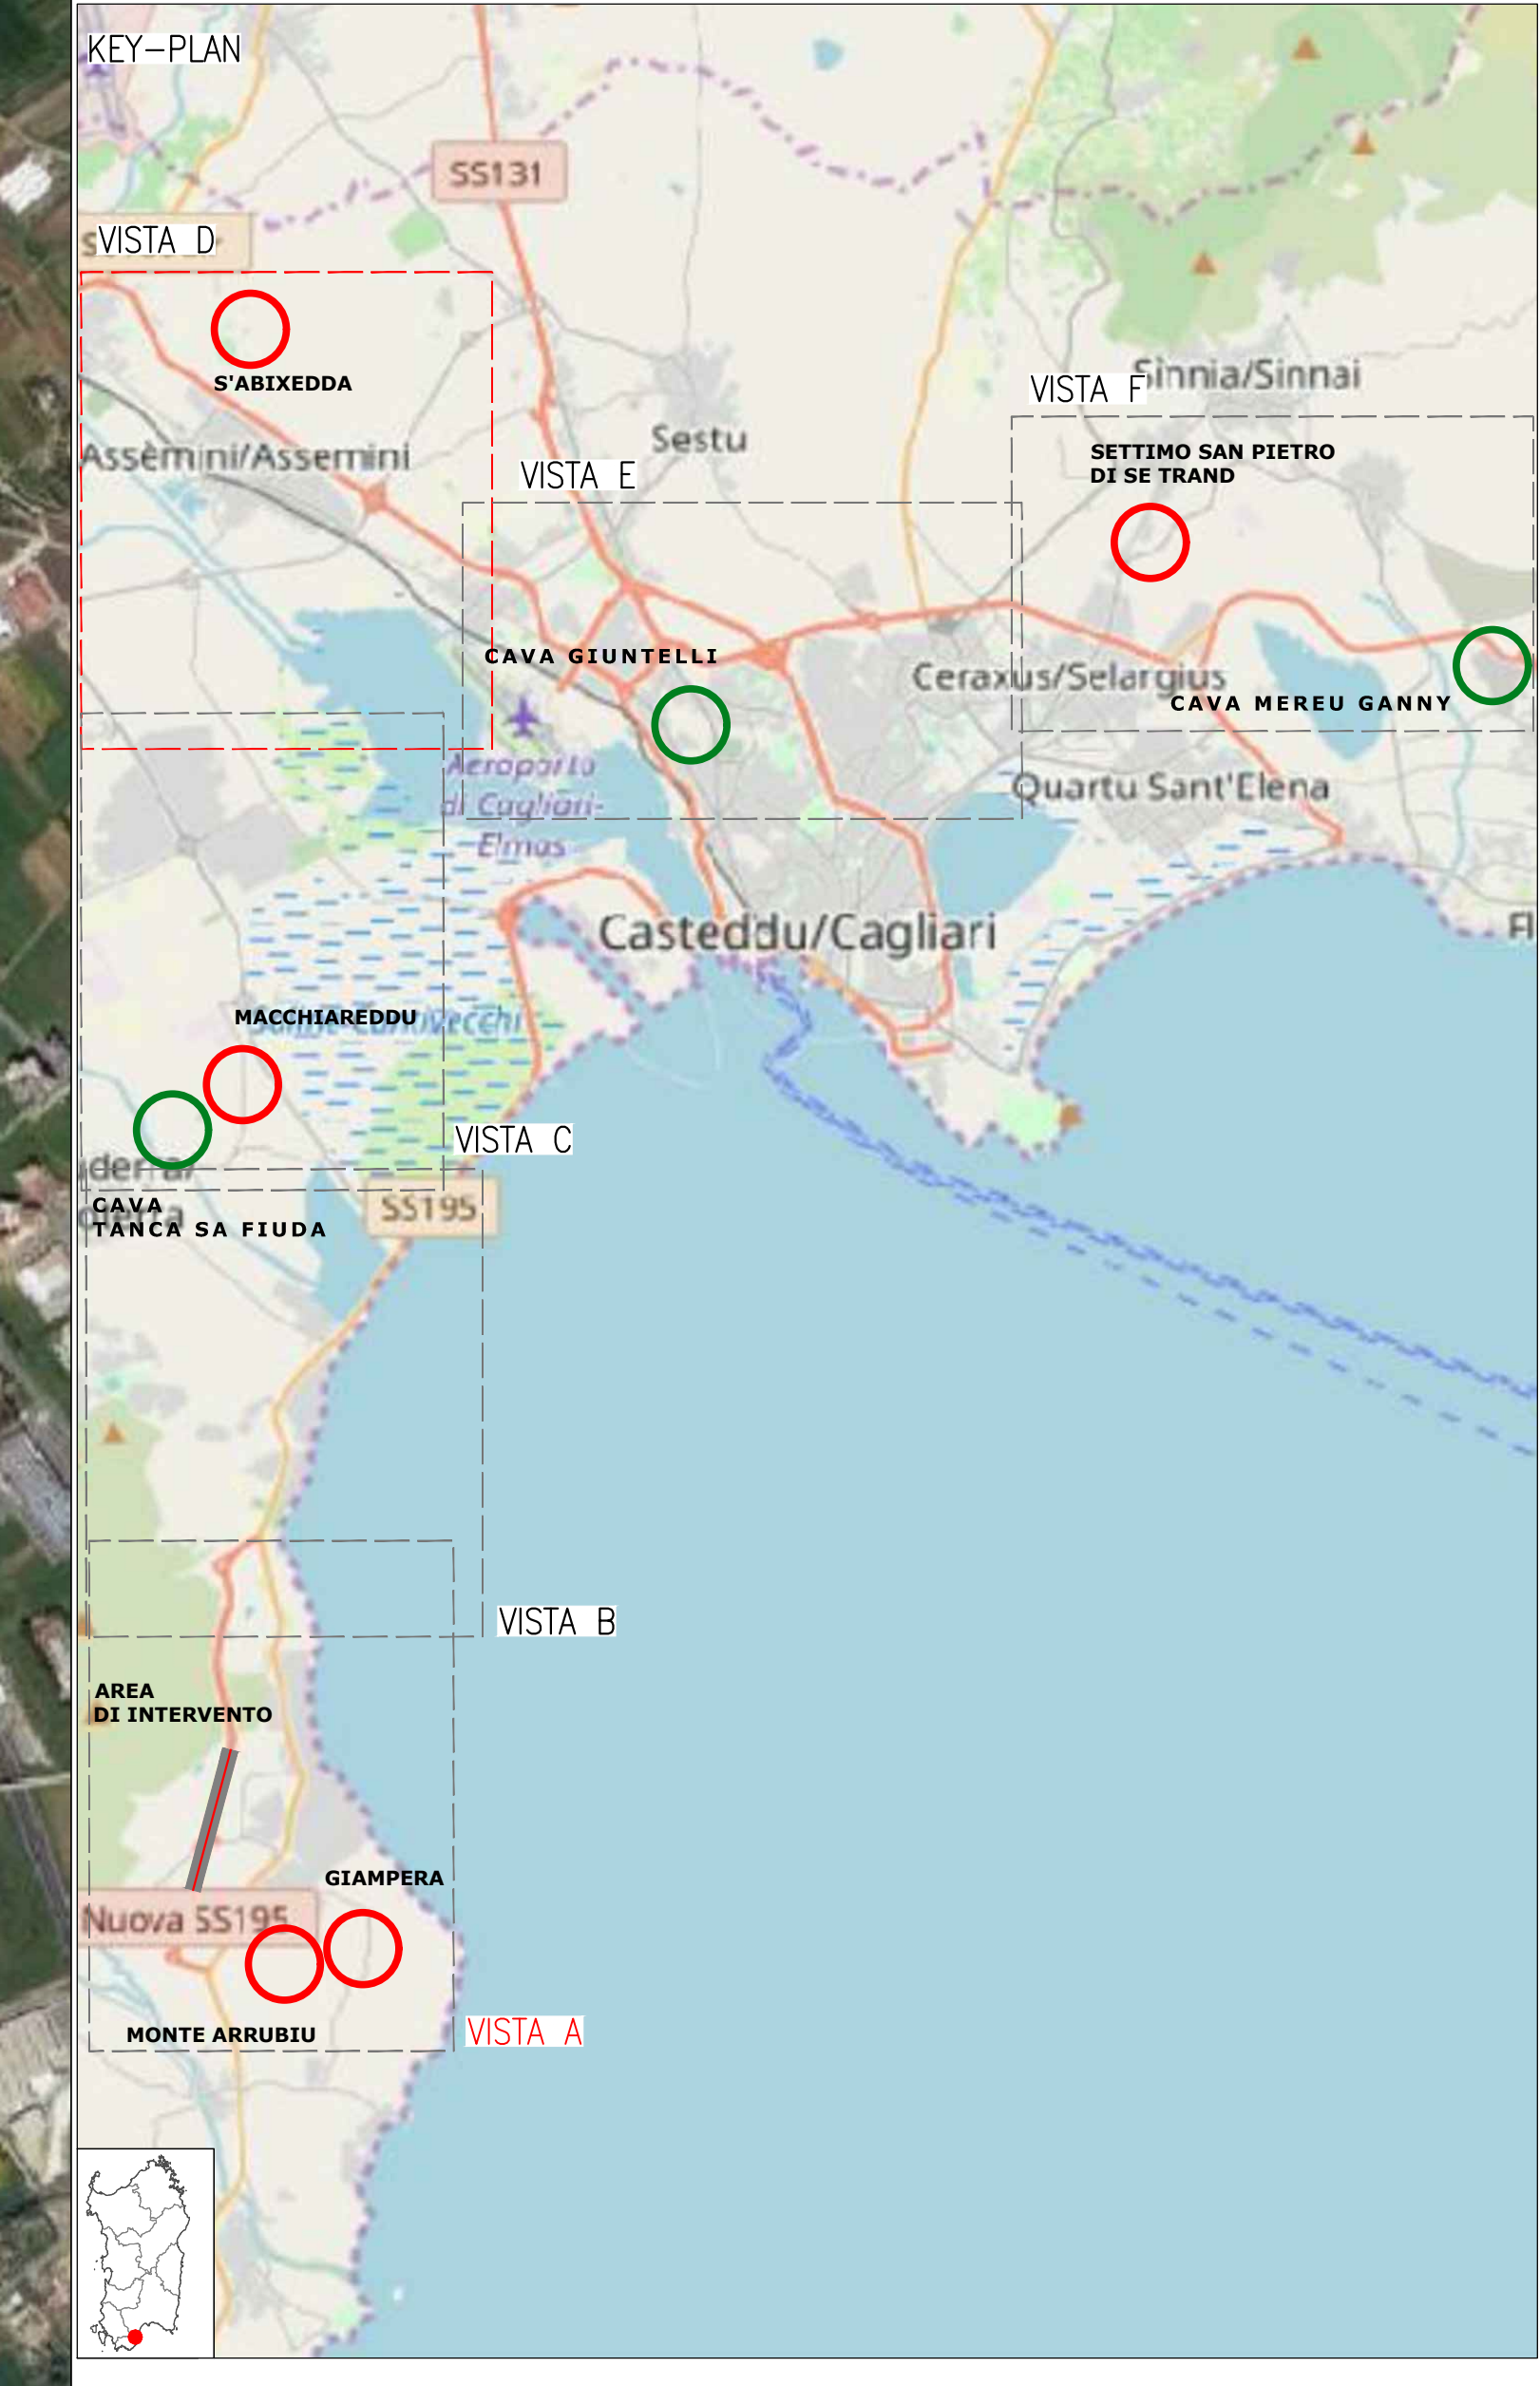 KEY-PLAN
SS131
VISTA D
S'ABIXEDDA
Sinnia/Sinnai
VISTA F
Assèmini/Assemini
Sestu
VISTA E
SETTIMO SAN PIETRO
DI SE TRAND
CAVA GIUNTELLI
Ceraxus/Selargius
CAVA MEREU GANNY
Aeroporto
di Cagliari-
Elmas
Quartu Sant'Elena
Casteddu/Cagliari
Fl
MACCHIAREDDU
VISTA C
SS195
CAVA
TANCA SA FIUDA
VISTA B
AREA
DI INTERVENTO
GIAMPERA
Nuova SS195
MONTE ARRUBIU
VISTA A